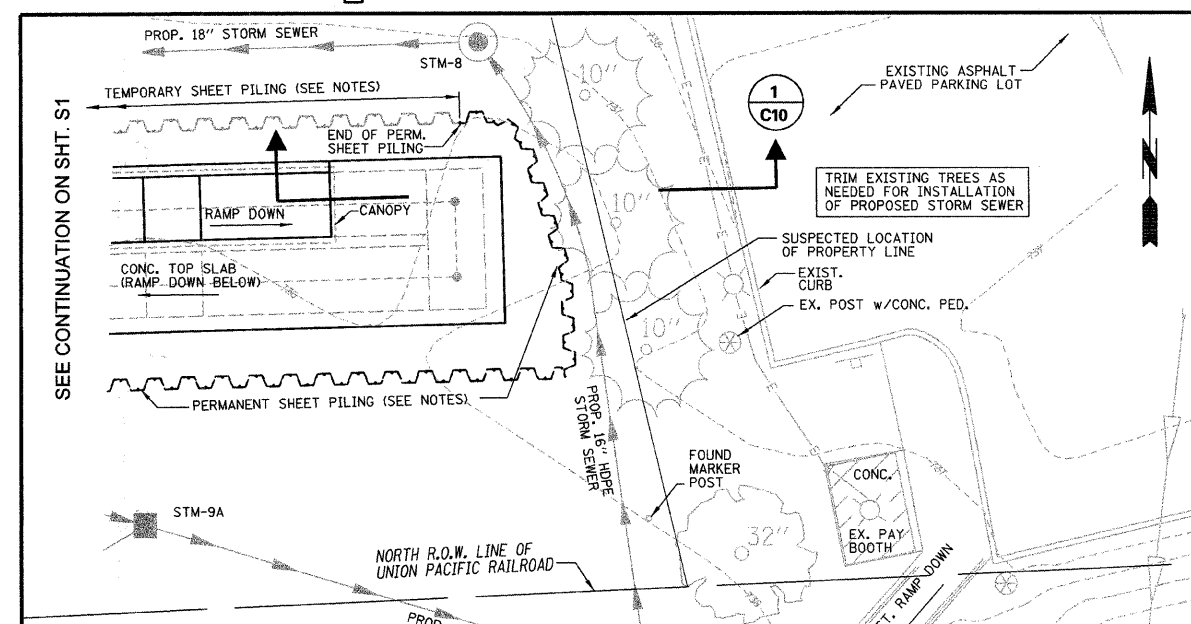 PROP. 18" STORM SEWER
STM-8
TEMPORARY SHEET PILING (SEE NOTES)
END OF PERM.
SHEET PILING
SEE CONTINUATION ON SHT. S1
RAMP DOWN
CANOPY
CONC. TOP SLAB
(RAMP DOWN BELOW)
PERMANENT SHEET PILING (SEE NOTES)
10"
10"
10"
1
C10
EXISTING ASPHALT
PAVED PARKING LOT
N
TRIM EXISTING TREES AS
NEEDED FOR INSTALLATION
OF PROPOSED STORM SEWER
SUSPECTED LOCATION
OF PROPERTY LINE
EXIST.
CURB
EX. POST w/CONC. PED.
PROP. 16" HDPE
STORM SEWER
FOUND
MARKER
POST
CONC.
EX. PAY
BOOTH
32"
STM-9A
NORTH R.O.W. LINE OF
UNION PACIFIC RAILROAD
RAMP DOWN
737
736